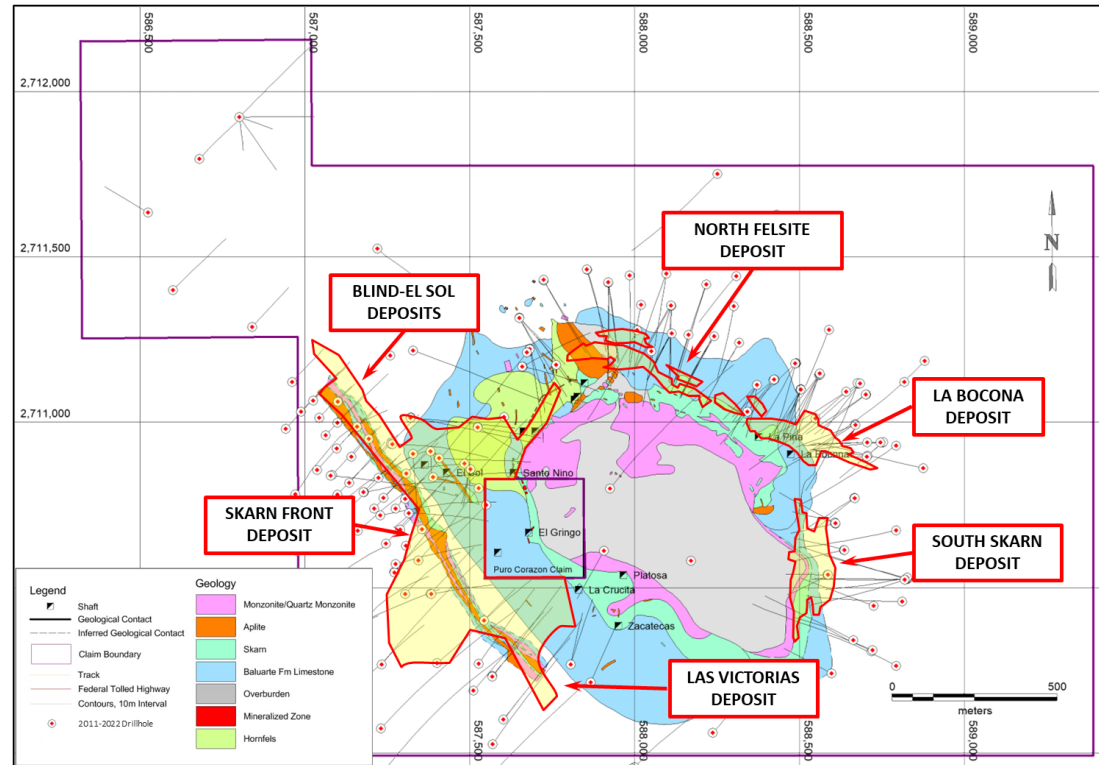 586,500
587,000
587,500
588,000
588,500
589,000
2,712,000
2,711,500
2,711,000
N
NORTH FELSITE
DEPOSIT
BLIND-EL SOL
DEPOSITS
LA BOCONA
DEPOSIT
SKARN FRONT
DEPOSIT
SOUTH SKARN
DEPOSIT
LAS VICTORIAS
DEPOSIT
La Pina
La Bocona
El Sol
Santo Nino
El Gringo
Puro Corazon Claim
Platosa
La Crucita
Zacatecas
Legend
Shaft
Geological Contact
Inferred Geological Contact
Claim Boundary
Track
Federal Tolled Highway
Contours, 10m Interval
2011-2022 Drillhole
Geology
Monzonite/Quartz Monzonite
Aplite
Skarn
Baluarte Fm Limestone
Overburden
Mineralized Zone
Hornfels
0 500
meters
587,500
588,000
588,500
589,000